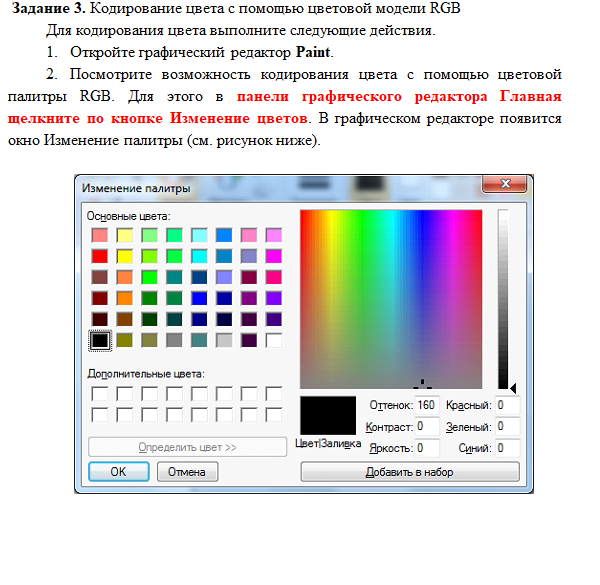 Задание 3. Кодирование цвета с помощью цветовой модели RGB
Для кодирования цвета выполните следующие действия.
1. Откройте графический редактор Paint.
2. Посмотрите возможность кодирования цвета с помощью цветовой
палитры RGB. Для этого в панели графического редактора Главная
щелкните по кнопке Изменение цветов. В графическом редакторе появится
окно Изменение палитры (см. рисунок ниже).
Изменение палитры
Основные цвета:
Дополнительные цвета:
Определить цвет >>
OK Отмена
Цвет|Заливка
Оттенок: 160 Красный: 0
Контраст: 0 Зеленый: 0
Яркость: 0 Синий: 0
Добавить в набор